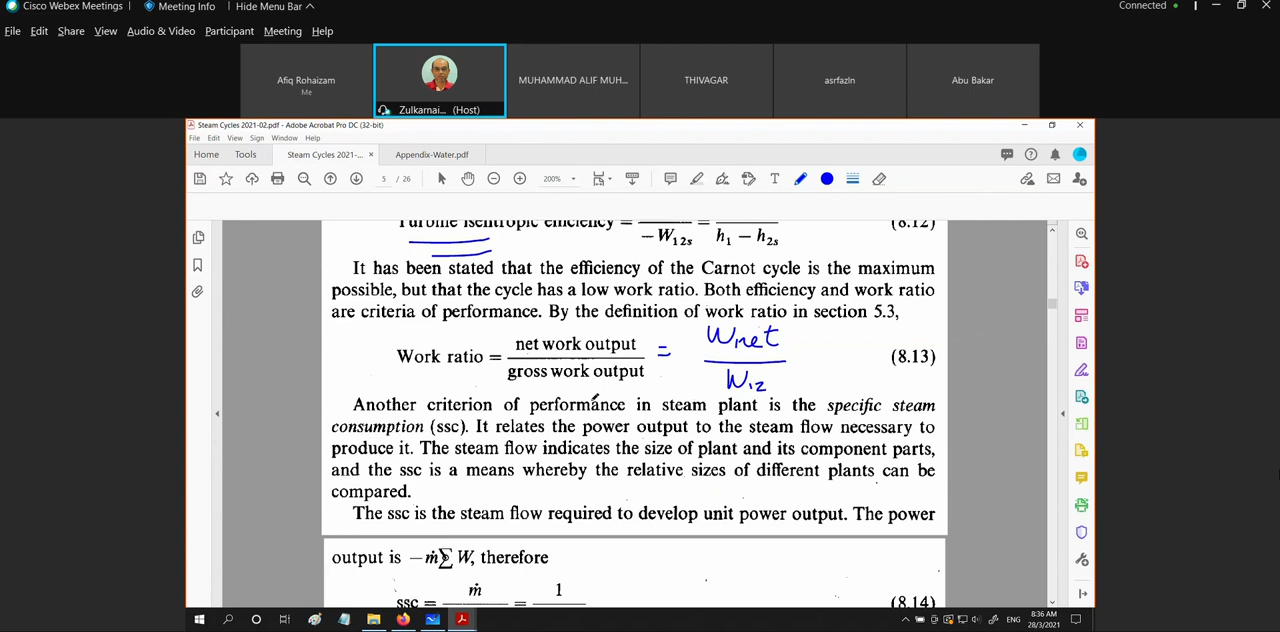 Cisco Webex Meetings | Meeting Info | Hide Menu Bar
Connected
File Edit Share View Audio & Video Participant Meeting Help
Afiq Rohaizam
Me
Zulkarnai... (Host)
MUHAMMAD ALIF MUH...
THIVAGAR
asrfazln
Abu Bakar
Steam Cycles 2021-02.pdf - Adobe Acrobat Pro DC (32-bit)
File Edit View Sign Window Help
Home Tools Steam Cycles 2021-... × Appendix-Water.pdf
5 / 26 200%
Turbine isentropic efficiency = / −W12s = / h1 − h2s (8.12)
It has been stated that the efficiency of the Carnot cycle is the maximum
possible, but that the cycle has a low work ratio. Both efficiency and work ratio
are criteria of performance. By the definition of work ratio in section 5.3,
Work ratio = net work output / gross work output = Wnet / W12 (8.13)
Another criterion of performance in steam plant is the specific steam
consumption (ssc). It relates the power output to the steam flow necessary to
produce it. The steam flow indicates the size of plant and its component parts,
and the ssc is a means whereby the relative sizes of different plants can be
compared.
The ssc is the steam flow required to develop unit power output. The power
output is −ṁ∑ W, therefore
ssc = ṁ = 1 (8.14)
ENG
8:36 AM
28/3/2021